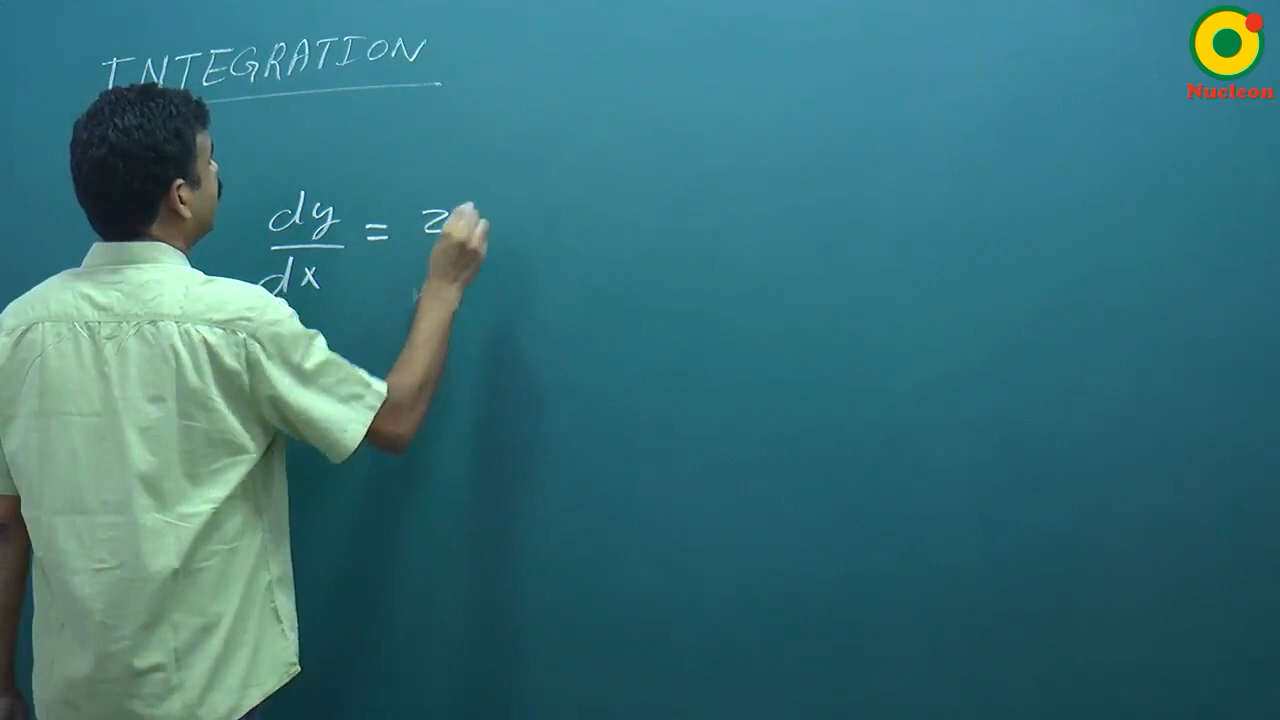 INTEGRATION
Nucleon
dy
dx
= 2